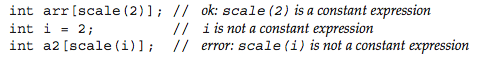 int arr[scale(2)]; // ok: scale(2) is a constant expression
int i = 2; // i is not a constant expression
int a2[scale(i)]; // error: scale(i) is not a constant expression